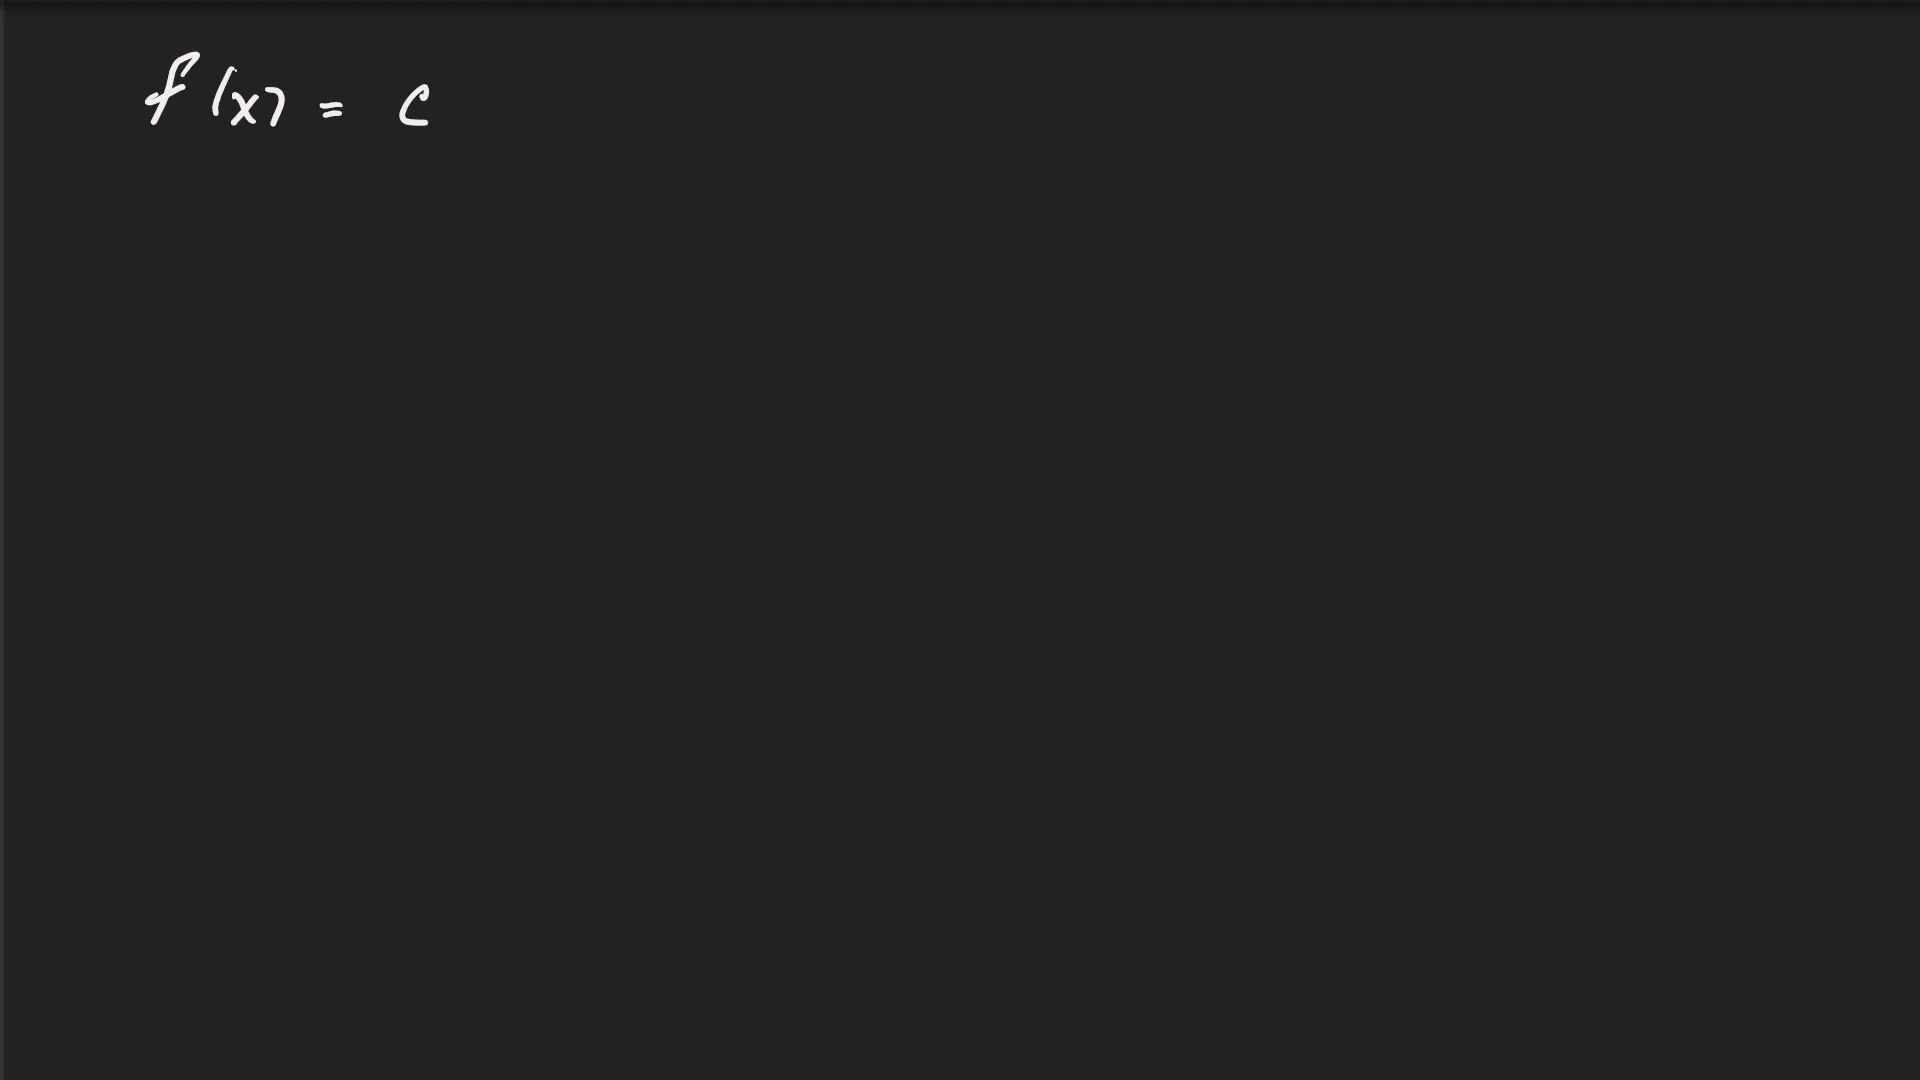 f(x) = c